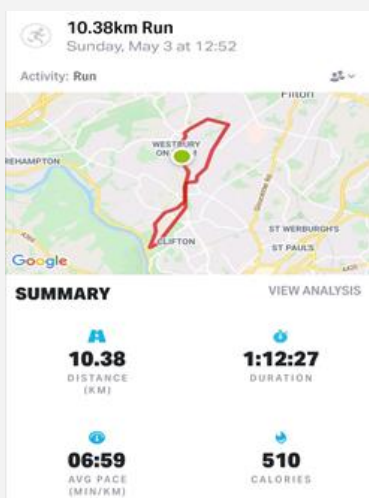 10.38km Run
Sunday, May 3 at 12:52
Activity: Run
Filton
WESTBURY
REHAMPTON
Gloucester Rd
ST WERBURGH'S
CLIFTON
ST PAULS
Google
SUMMARY
VIEW ANALYSIS
10.38
1:12:27
DISTANCE
(KM)
DURATION
06:59
510
AVG PACE
(MIN/KM)
CALORIES